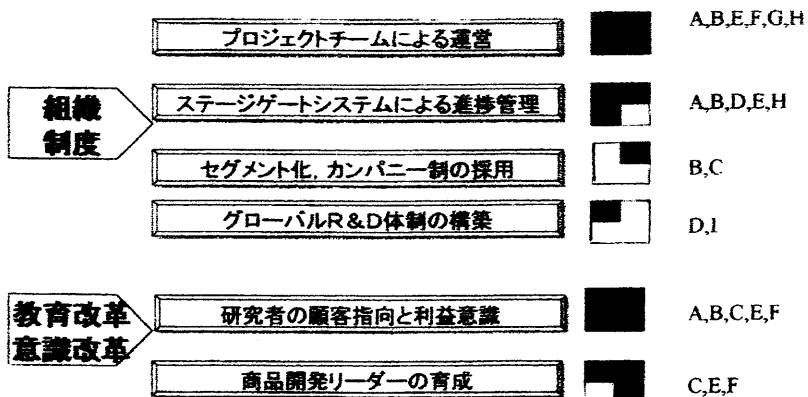 プロジェクトチームによる運営
A,B,E,F,G,H
組織
制度
ステージゲートシステムによる進捗管理
A,B,D,E,H
セグメント化，カンパニー制の採用
B,C
グローバルR&D体制の構築
D,I
教育改革
意識改革
研究者の顧客指向と利益意識
A,B,C,E,F
商品開発リーダーの育成
C,E,F